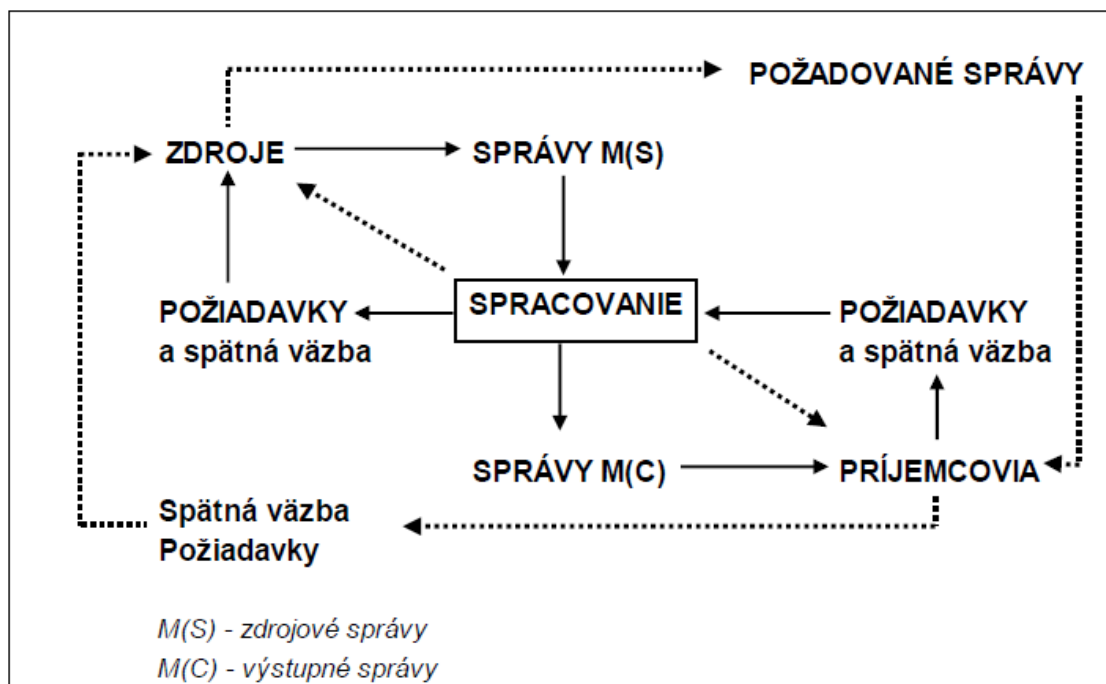 POŽADOVANÉ SPRÁVY
ZDROJE
SPRÁVY M(S)
SPRACOVANIE
POŽIADAVKY
a spätná väzba
POŽIADAVKY
a spätná väzba
SPRÁVY M(C)
PRÍJEMCOVIA
Spätná väzba
Požiadavky
M(S) - zdrojové správy
M(C) - výstupné správy